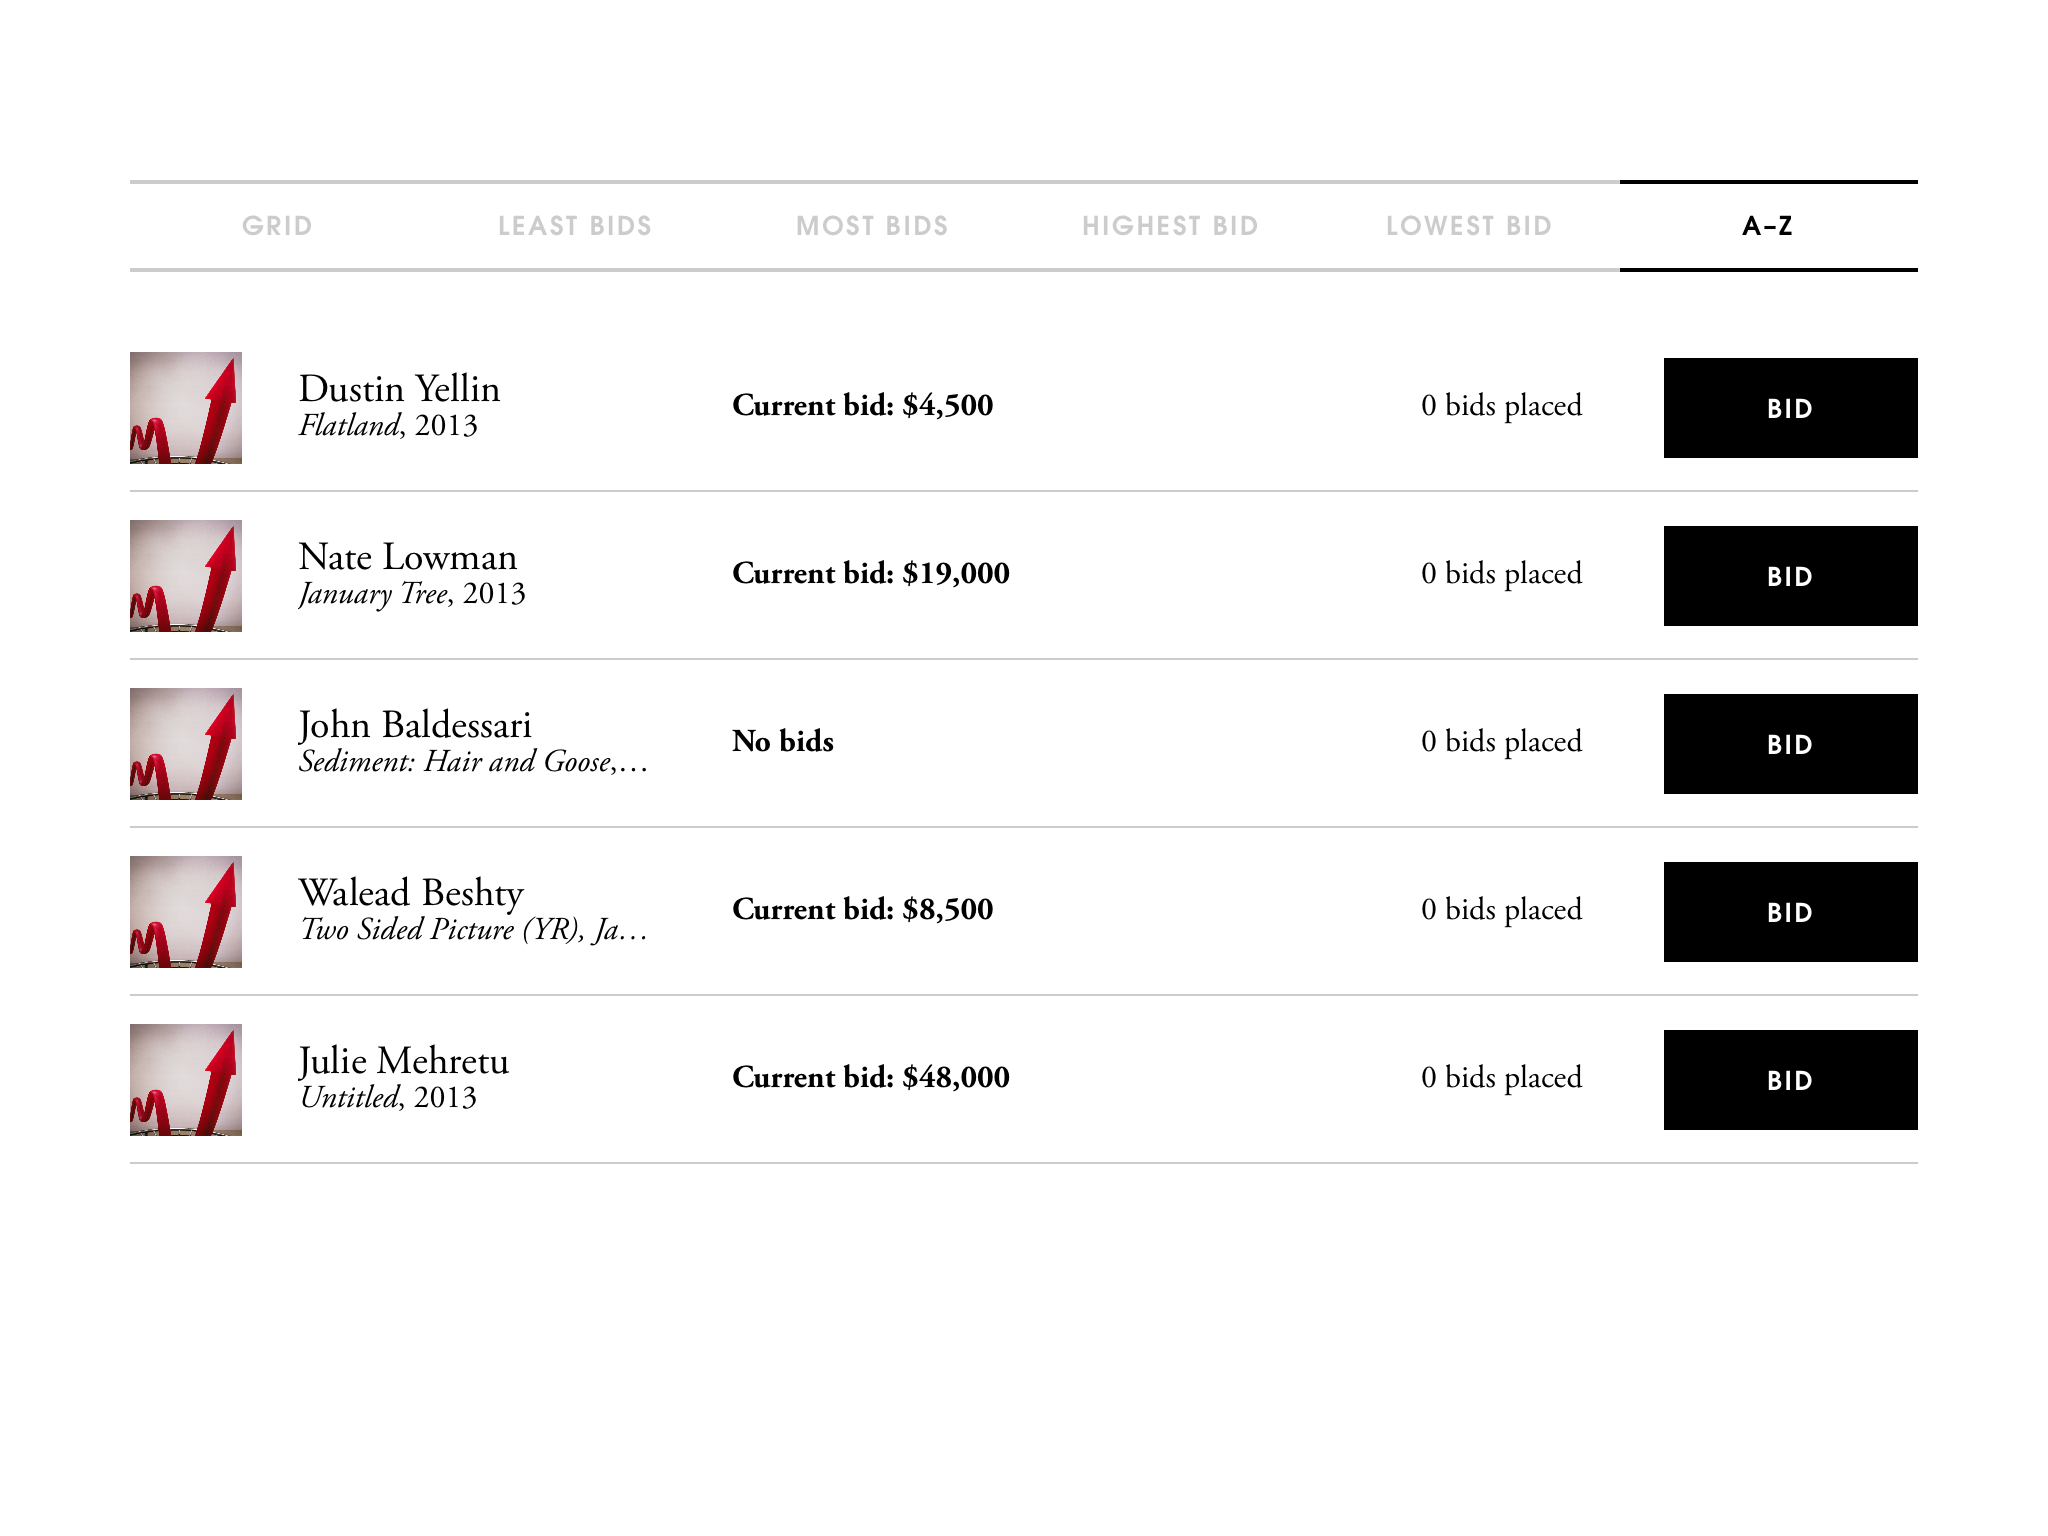 GRID LEAST BIDS MOST BIDS HIGHEST BID LOWEST BID A–Z
Dustin Yellin
Flatland, 2013
Current bid: $4,500
0 bids placed
BID
Nate Lowman
January Tree, 2013
Current bid: $19,000
0 bids placed
BID
John Baldessari
Sediment: Hair and Goose,…
No bids
0 bids placed
BID
Walead Beshty
Two Sided Picture (YR), Ja…
Current bid: $8,500
0 bids placed
BID
Julie Mehretu
Untitled, 2013
Current bid: $48,000
0 bids placed
BID